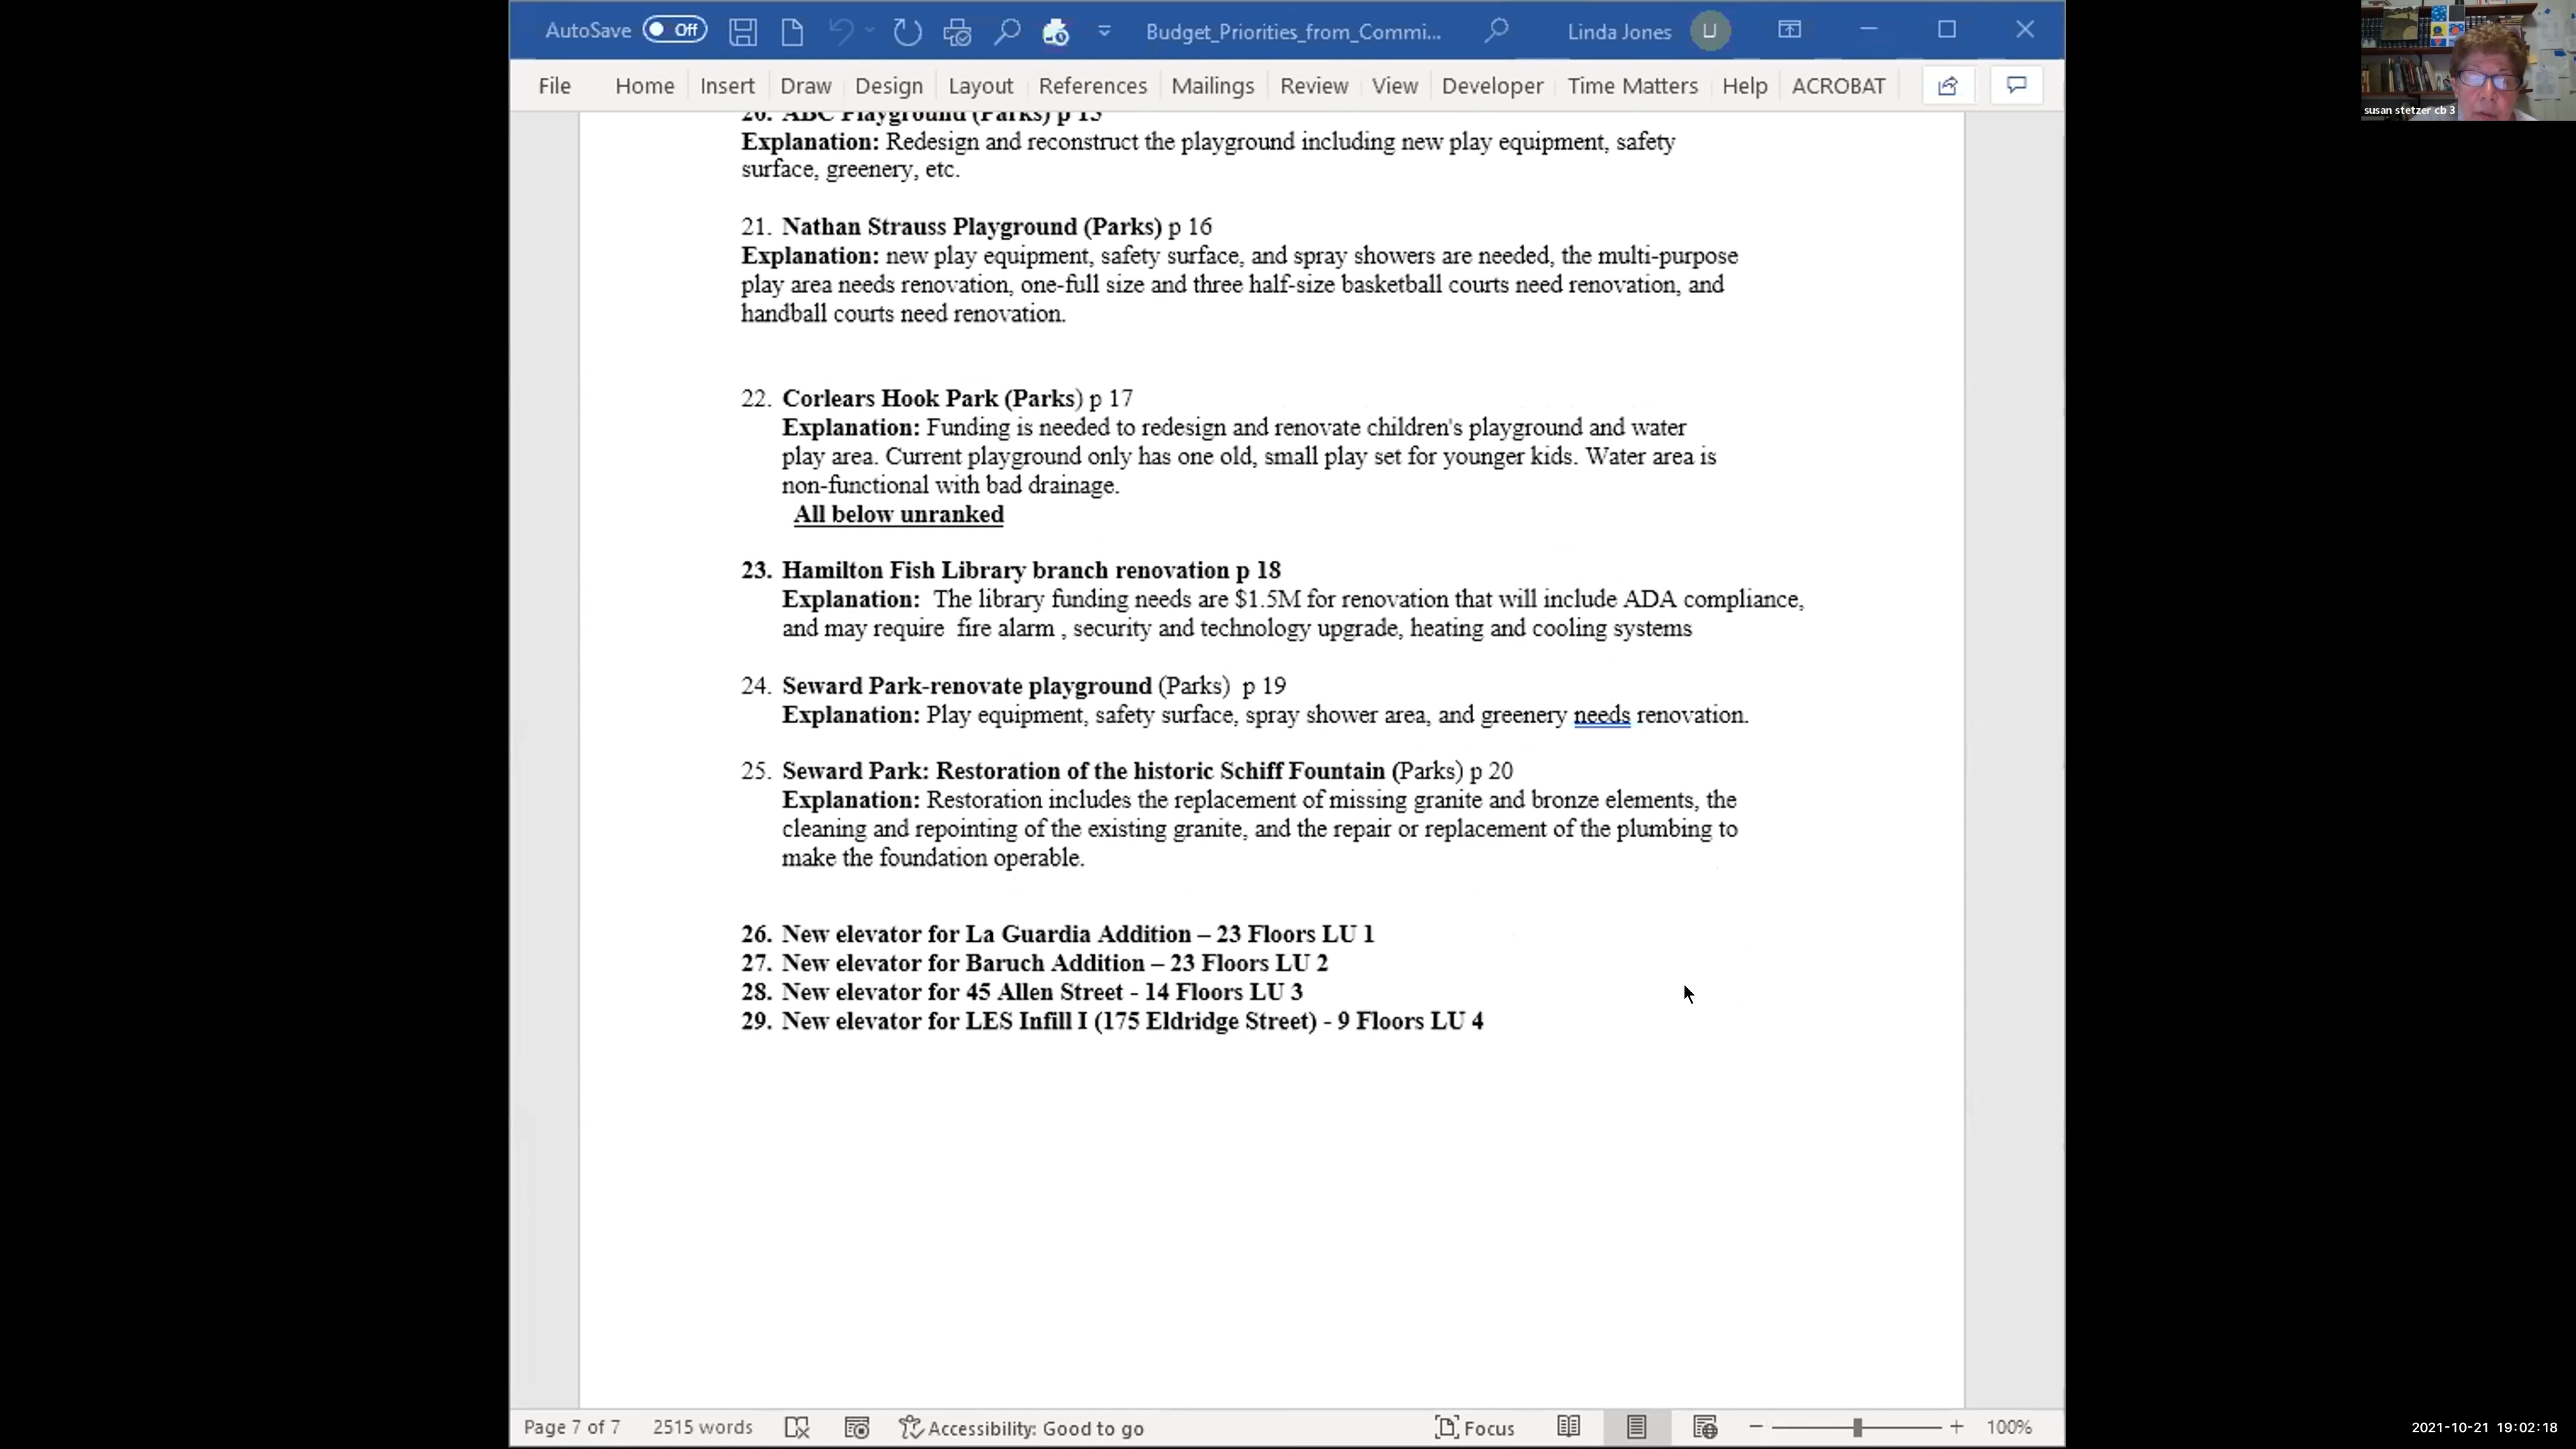 AutoSave Off Budget_Priorities_from_Commi... Linda Jones LJ
File Home Insert Draw Design Layout References Mailings Review View Developer Time Matters Help ACROBAT
susan stetzer cb 3
20. ABC Playground (Parks) p 15
Explanation: Redesign and reconstruct the playground including new play equipment, safety
surface, greenery, etc.
21. Nathan Strauss Playground (Parks) p 16
Explanation: new play equipment, safety surface, and spray showers are needed, the multi-purpose
play area needs renovation, one-full size and three half-size basketball courts need renovation, and
handball courts need renovation.
22. Corlears Hook Park (Parks) p 17
Explanation: Funding is needed to redesign and renovate children's playground and water
play area. Current playground only has one old, small play set for younger kids. Water area is
non-functional with bad drainage.
All below unranked
23. Hamilton Fish Library branch renovation p 18
Explanation: The library funding needs are $1.5M for renovation that will include ADA compliance,
and may require fire alarm , security and technology upgrade, heating and cooling systems
24. Seward Park-renovate playground (Parks) p 19
Explanation: Play equipment, safety surface, spray shower area, and greenery needs renovation.
25. Seward Park: Restoration of the historic Schiff Fountain (Parks) p 20
Explanation: Restoration includes the replacement of missing granite and bronze elements, the
cleaning and repointing of the existing granite, and the repair or replacement of the plumbing to
make the foundation operable.
26. New elevator for La Guardia Addition – 23 Floors LU 1
27. New elevator for Baruch Addition – 23 Floors LU 2
28. New elevator for 45 Allen Street - 14 Floors LU 3
29. New elevator for LES Infill I (175 Eldridge Street) - 9 Floors LU 4
Page 7 of 7 2515 words Accessibility: Good to go Focus 100%
2021-10-21 19:02:18